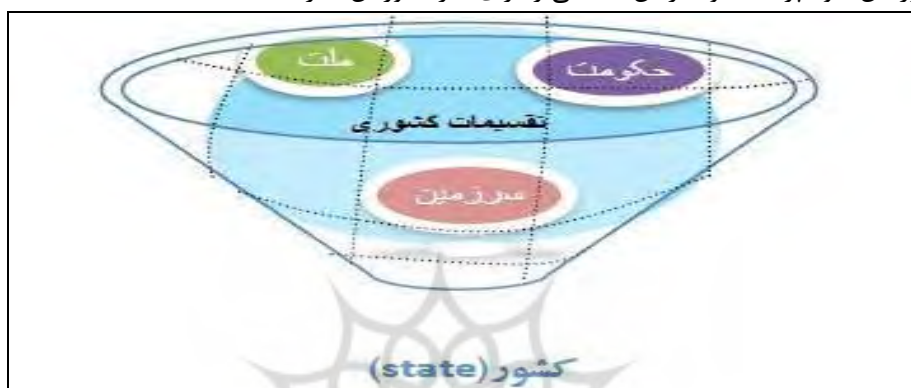 ملت
حکومت
تقسیمات کشوری
سرزمین
کشور (state)